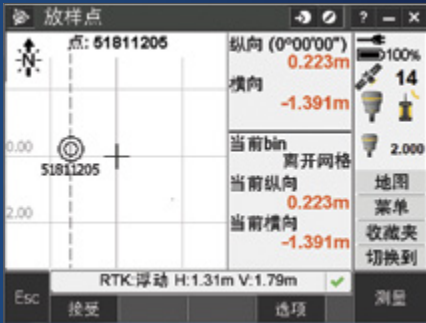 放样点
? — ×
点: 51811205
N
0.00
51811205
2.00
纵向 (0°00'00")
0.223m
横向
-1.391m
当前bin
离开网格
当前纵向
0.223m
当前横向
-1.391m
100%
14
2.000
地图
菜单
收藏夹
切换到
RTK:浮动 H:1.31m V:1.79m
Esc
接受
选项
测量